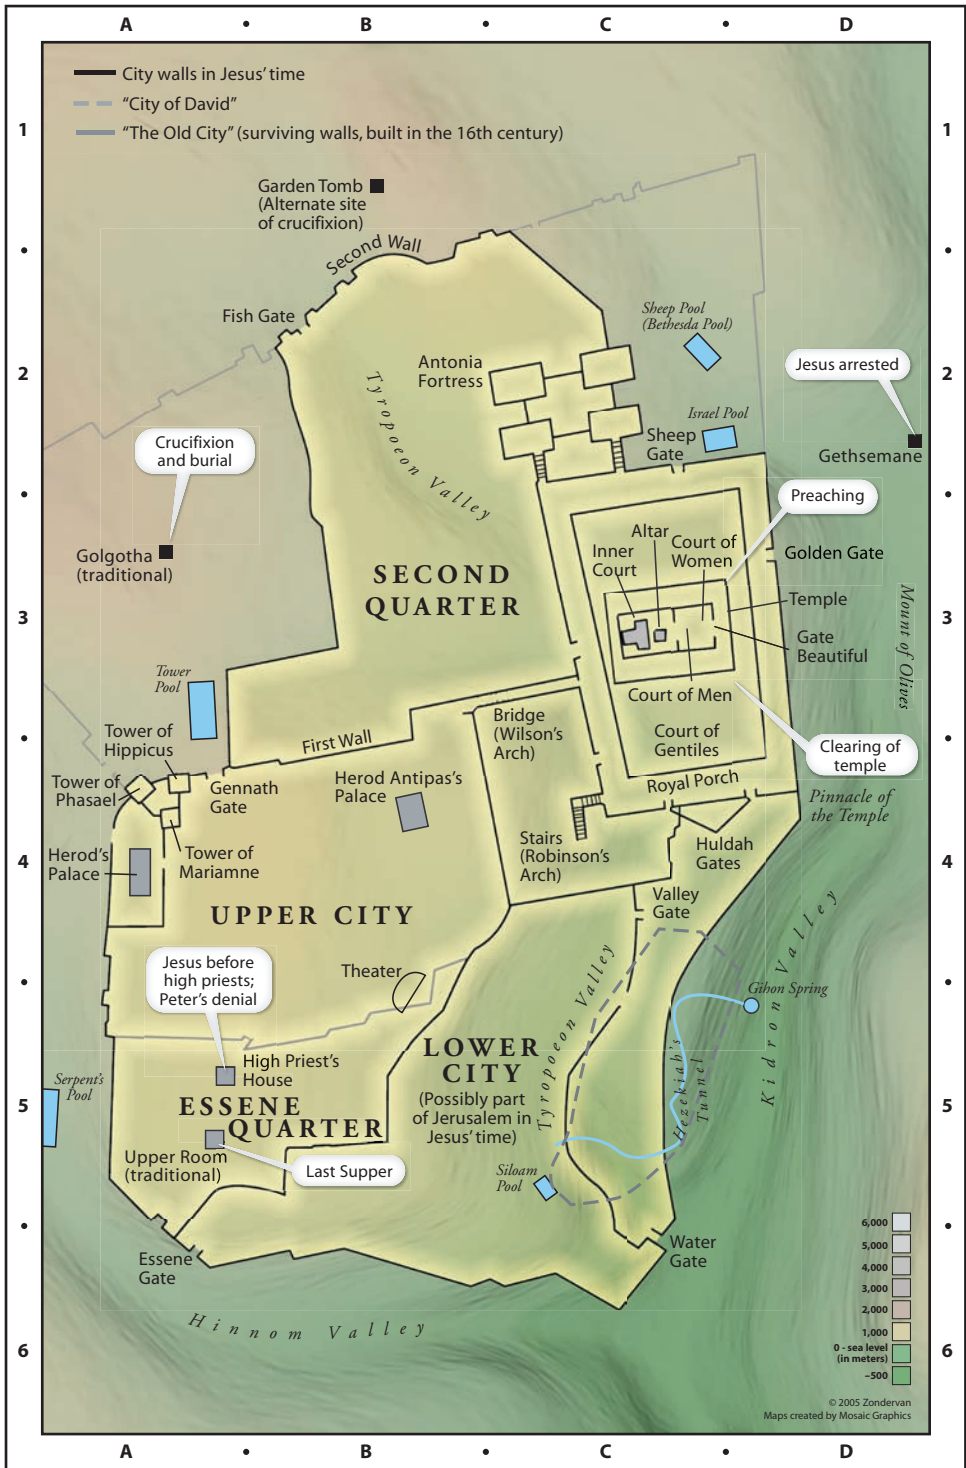 A • B • C • D
City walls in Jesus' time
"City of David"
"The Old City" (surviving walls, built in the 16th century)
1
1
Garden Tomb
(Alternate site
of crucifixion)
•
•
Second Wall
Fish Gate
Sheep Pool
(Bethesda Pool)
Antonia
Fortress
Jesus arrested
2
2
Tyropoeon Valley
Israel Pool
Sheep
Gate
Gethsemane
Crucifixion
and burial
•
•
Preaching
Golgotha
(traditional)
Altar
Inner
Court
Court of
Women
Golden Gate
SECOND
QUARTER
Temple
3
3
Mount of Olives
Gate
Beautiful
Tower
Pool
Court of Men
Bridge
(Wilson's
Arch)
Court of
Gentiles
•
•
Tower of
Hippicus
First Wall
Clearing of
temple
Tower of
Phasael
Gennath
Gate
Herod Antipas's
Palace
Royal Porch
Pinnacle of
the Temple
Stairs
(Robinson's
Arch)
Huldah
Gates
Herod's
Palace
Tower of
Mariamne
4
4
Valley
Gate
UPPER CITY
Jesus before
high priests;
Peter's denial
Theater
•
•
Tyropoeon Valley
Gihon Spring
Kidron Valley
Hezekiah's
Tunnel
LOWER
CITY
(Possibly part
of Jerusalem in
Jesus' time)
High Priest's
House
Serpent's
Pool
5
5
ESSENE
QUARTER
Upper Room
(traditional)
Last Supper
Siloam
Pool
•
•
Essene
Gate
Water
Gate
Hinnom Valley
6
6
6,000
5,000
4,000
3,000
2,000
1,000
0 - sea level
(in meters)
–500
© 2005 Zondervan
Maps created by Mosaic Graphics
A • B • C • D